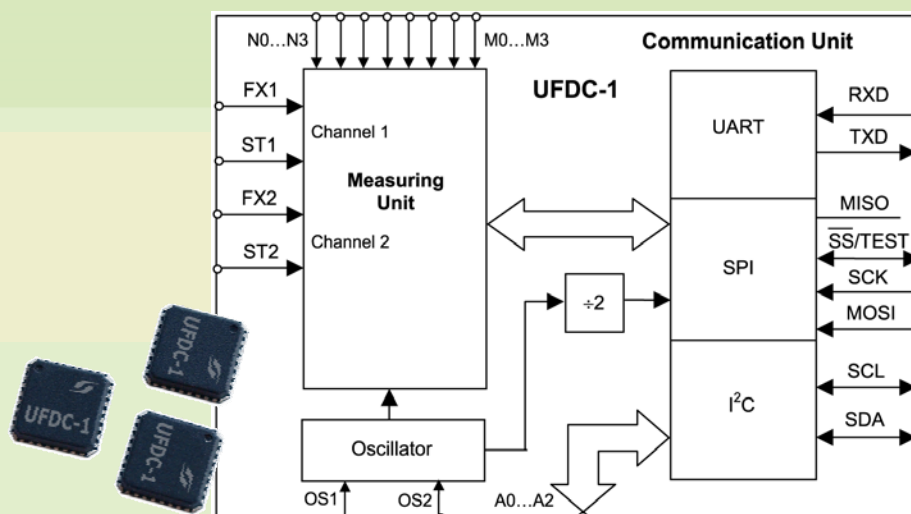 N0...N3
M0...M3
Communication Unit
UFDC-1
FX1
Channel 1
ST1
Measuring
Unit
FX2
Channel 2
ST2
UART
RXD
TXD
MISO
SS/TEST
SPI
÷2
SCK
MOSI
I²C
SCL
SDA
Oscillator
OS1
OS2
A0...A2
UFDC-1
UFDC-1
UFDC-1